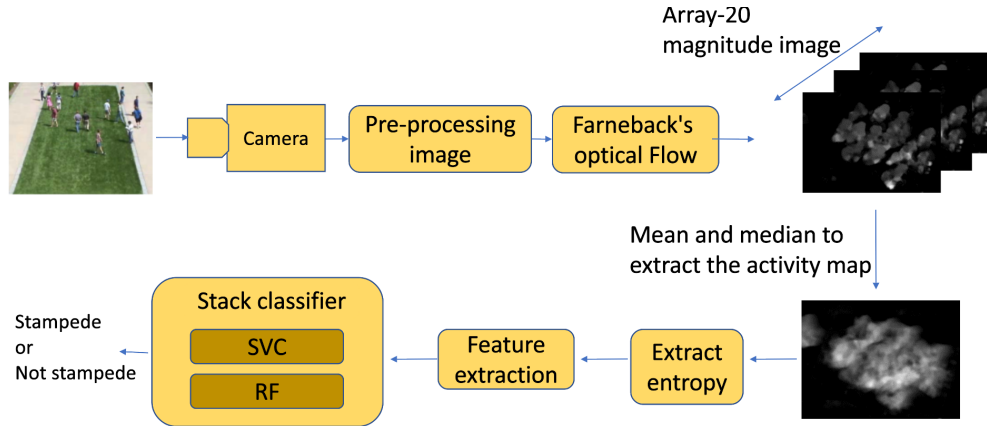 Array-20
magnitude image
Camera
Pre-processing
image
Farneback's
optical Flow
Mean and median to
extract the activity map
Extract
entropy
Feature
extraction
Stack classifier
SVC
RF
Stampede
or
Not stampede